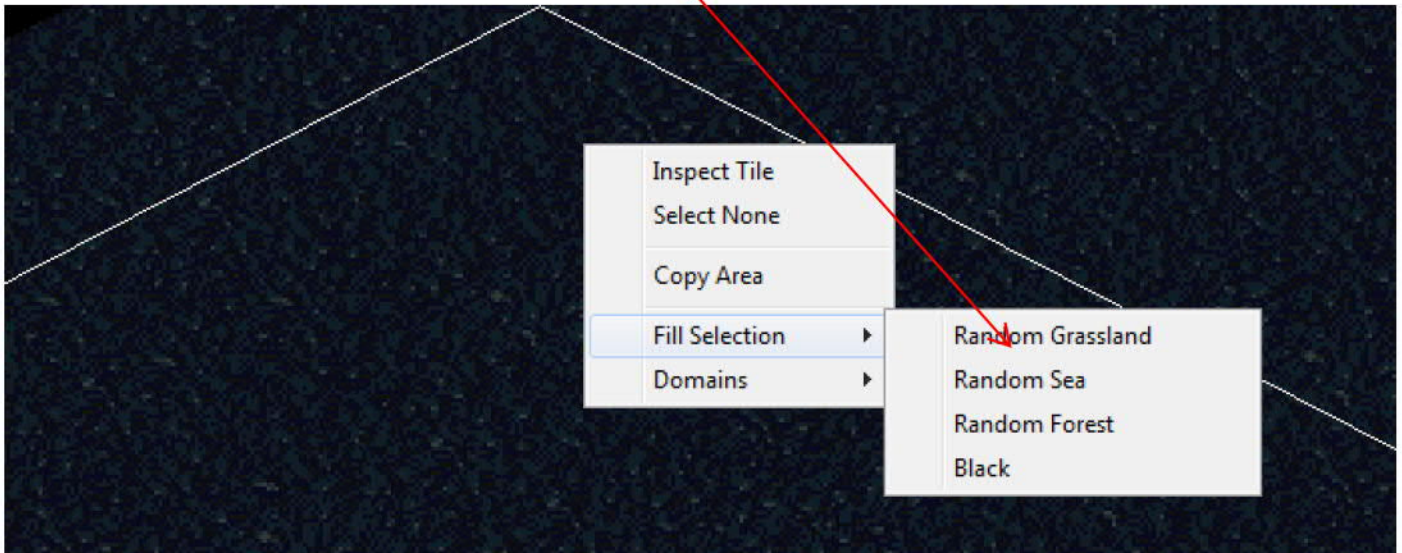 Inspect Tile
Select None
Copy Area
Fill Selection
Domains
Random Grassland
Random Sea
Random Forest
Black